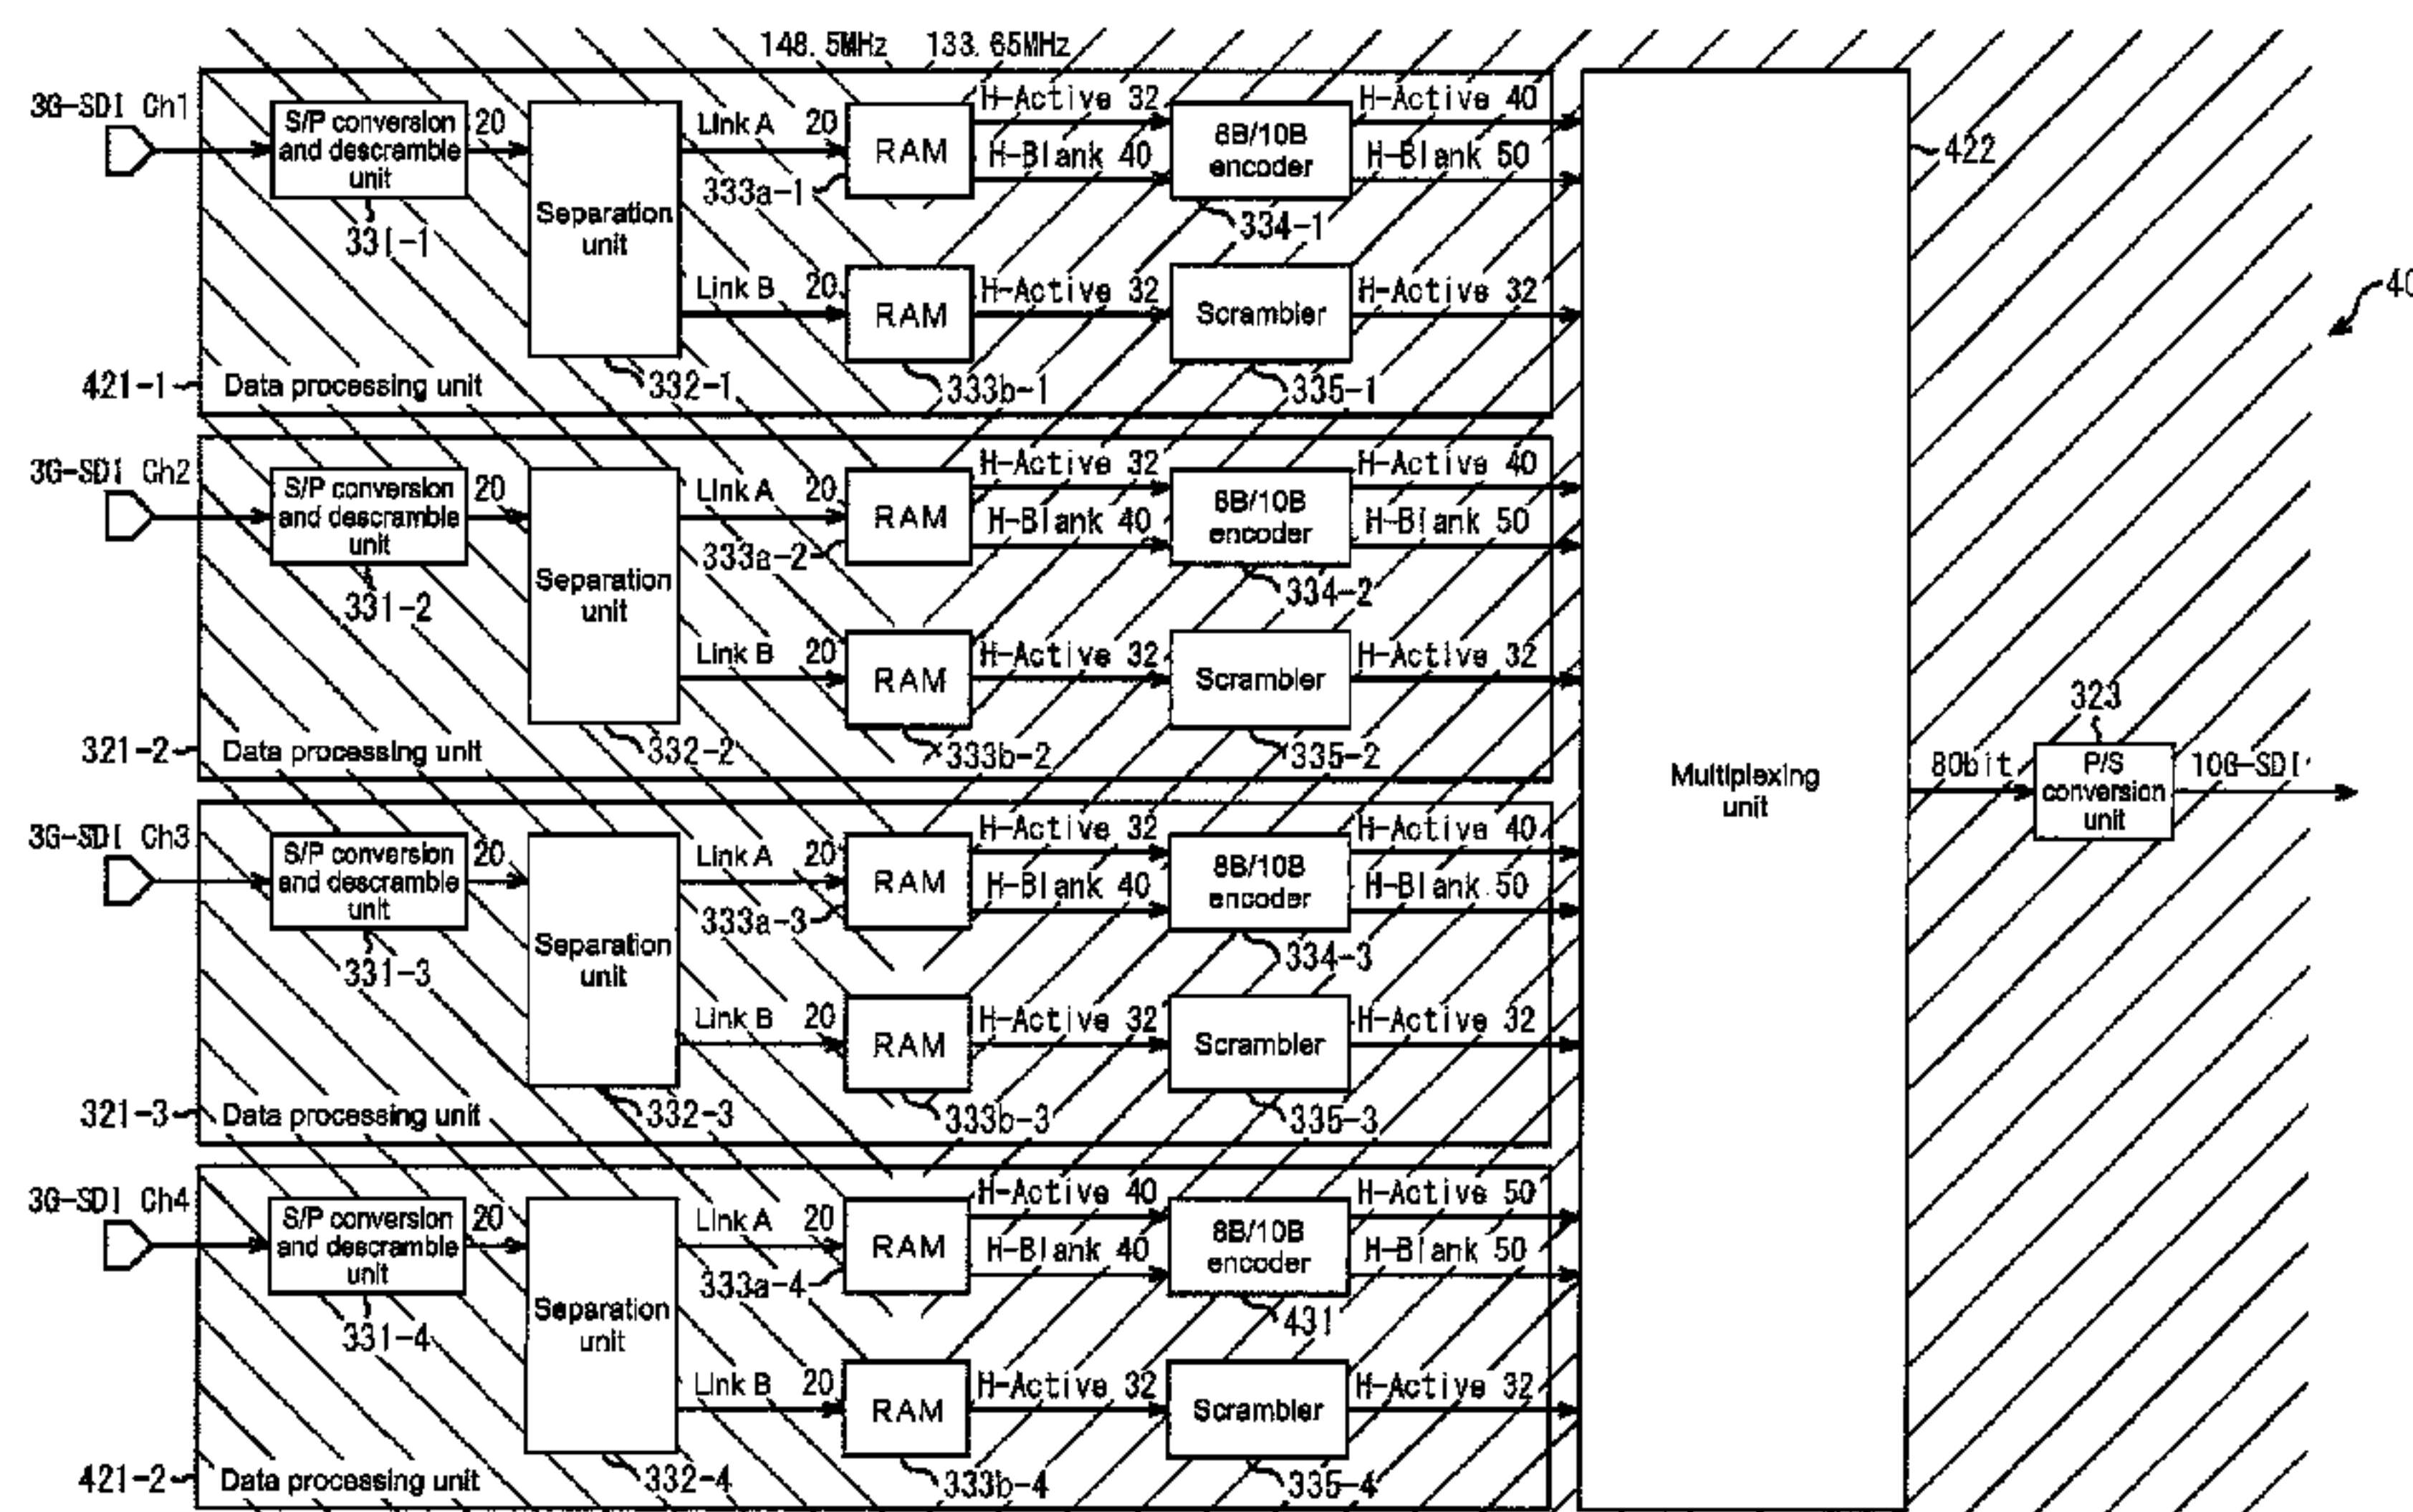 148.5MHz 133.65MHz
3G-SDI Ch1
S/P conversion
and descramble
unit
331-1
20
Separation
unit
332-1
Link A 20
Link B 20
RAM
333a-1
RAM
333b-1
H-Active 32
H-Blank 40
H-Active 32
8B/10B
encoder
334-1
Scrambler
335-1
H-Active 40
H-Blank 50
H-Active 32
421-1 Data processing unit
3G-SDI Ch2
S/P conversion
and descramble
unit
331-2
20
Separation
unit
332-2
Link A 20
Link B 20
RAM
333a-2
RAM
333b-2
H-Active 32
H-Blank 40
H-Active 32
8B/10B
encoder
334-2
Scrambler
335-2
H-Active 40
H-Blank 50
H-Active 32
321-2 Data processing unit
3G-SDI Ch3
S/P conversion
and descramble
unit
331-3
20
Separation
unit
332-3
Link A 20
Link B 20
RAM
333a-3
RAM
333b-3
H-Active 32
H-Blank 40
H-Active 32
8B/10B
encoder
334-3
Scrambler
335-3
H-Active 40
H-Blank 50
H-Active 32
321-3 Data processing unit
3G-SDI Ch4
S/P conversion
and descramble
unit
331-4
20
Separation
unit
332-4
Link A 20
Link B 20
RAM
333a-4
RAM
333b-4
H-Active 40
H-Blank 40
H-Active 32
8B/10B
encoder
431
Scrambler
335-4
H-Active 50
H-Blank 50
H-Active 32
421-2 Data processing unit
Multiplexing
unit
422
80bit
323
P/S
conversion
unit
10G-SDI